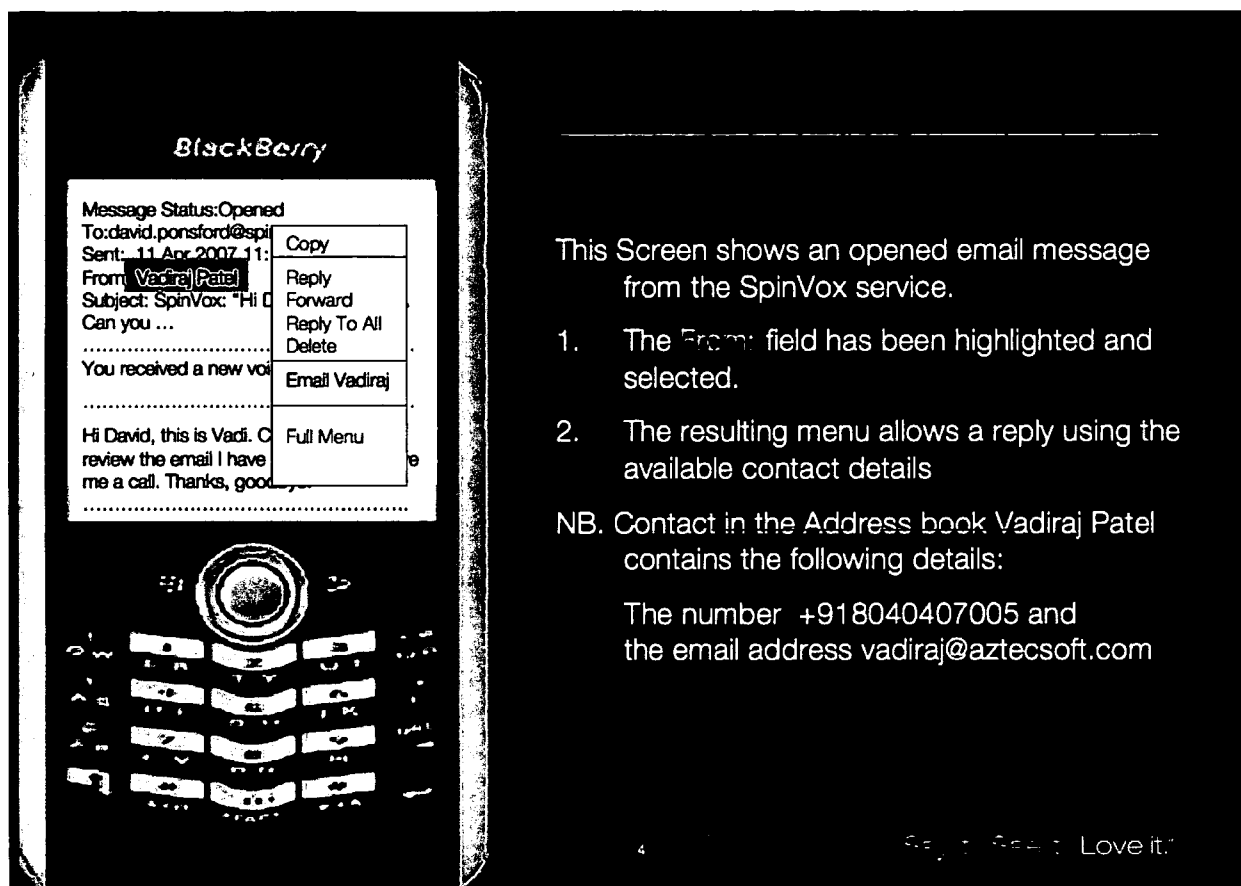 BlackBerry
Message Status:Opened
To:david.ponsford@spi
Sent: 11 Apr 2007 11:
From: Vadiraj Patel
Subject: SpinVox: "Hi D
Can you ...
You received a new voi
Hi David, this is Vadi. C
review the email I have
me a call. Thanks,
Copy
Reply
Forward
Reply To All
Delete
Email Vadiraj
Full Menu
This Screen shows an opened email message
from the SpinVox service.
1. The From: field has been highlighted and
selected.
2. The resulting menu allows a reply using the
available contact details
NB. Contact in the Address book Vadiraj Patel
contains the following details:
The number +918040407005 and
the email address vadiraj@aztecsoft.com
4
Love it.